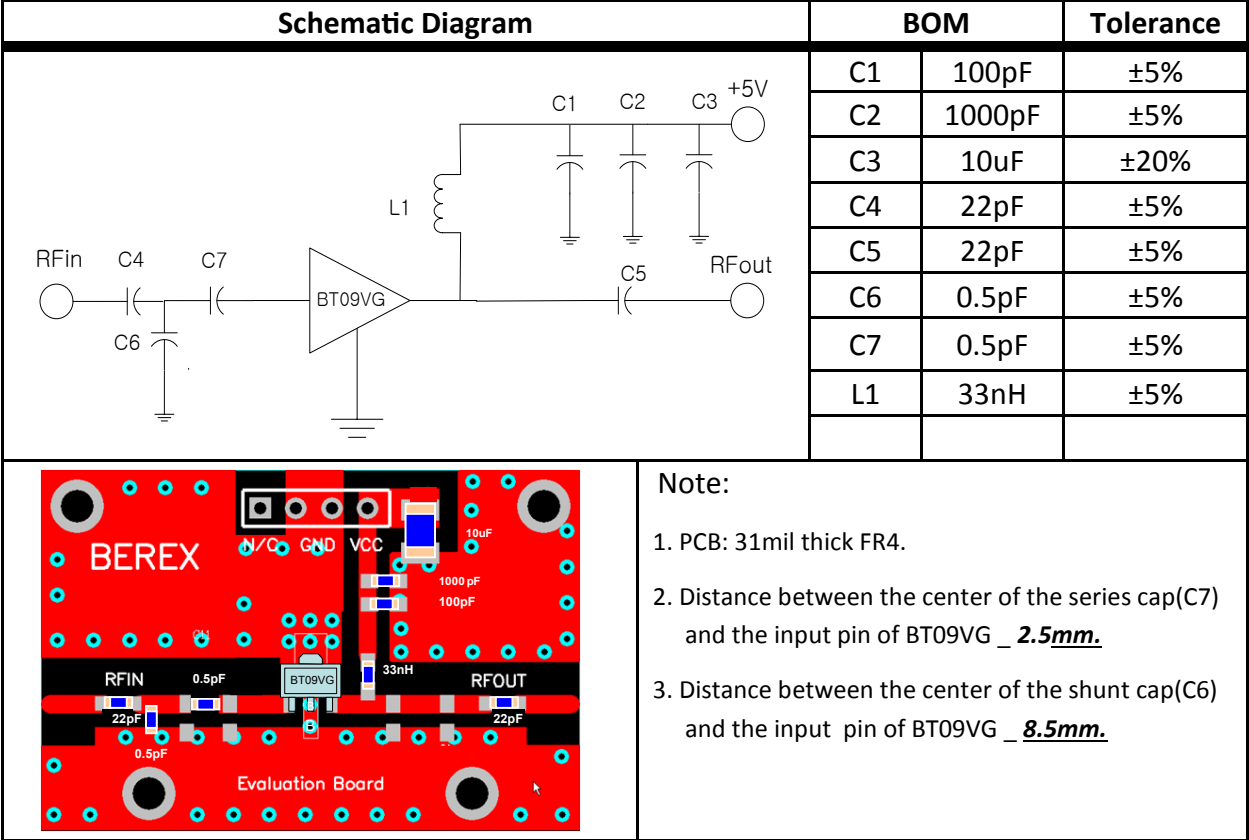 Schematic Diagram
BOM
Tolerance
C1 100pF ±5%
C2 1000pF ±5%
C3 10uF ±20%
C4 22pF ±5%
C5 22pF ±5%
C6 0.5pF ±5%
C7 0.5pF ±5%
L1 33nH ±5%
C1
C2
C3
+5V
L1
RFin
C4
C7
BT09VG
C5
RFout
C6
BEREX
N/C GND VCC
10uF
1000 pF
100pF
33nH
RFIN
0.5pF
BT09VG
RFOUT
22pF
22pF
0.5pF
Evaluation Board
Note:
1. PCB: 31mil thick FR4.
2. Distance between the center of the series cap(C7)
and the input pin of BT09VG _ 2.5mm.
3. Distance between the center of the shunt cap(C6)
and the input pin of BT09VG _ 8.5mm.